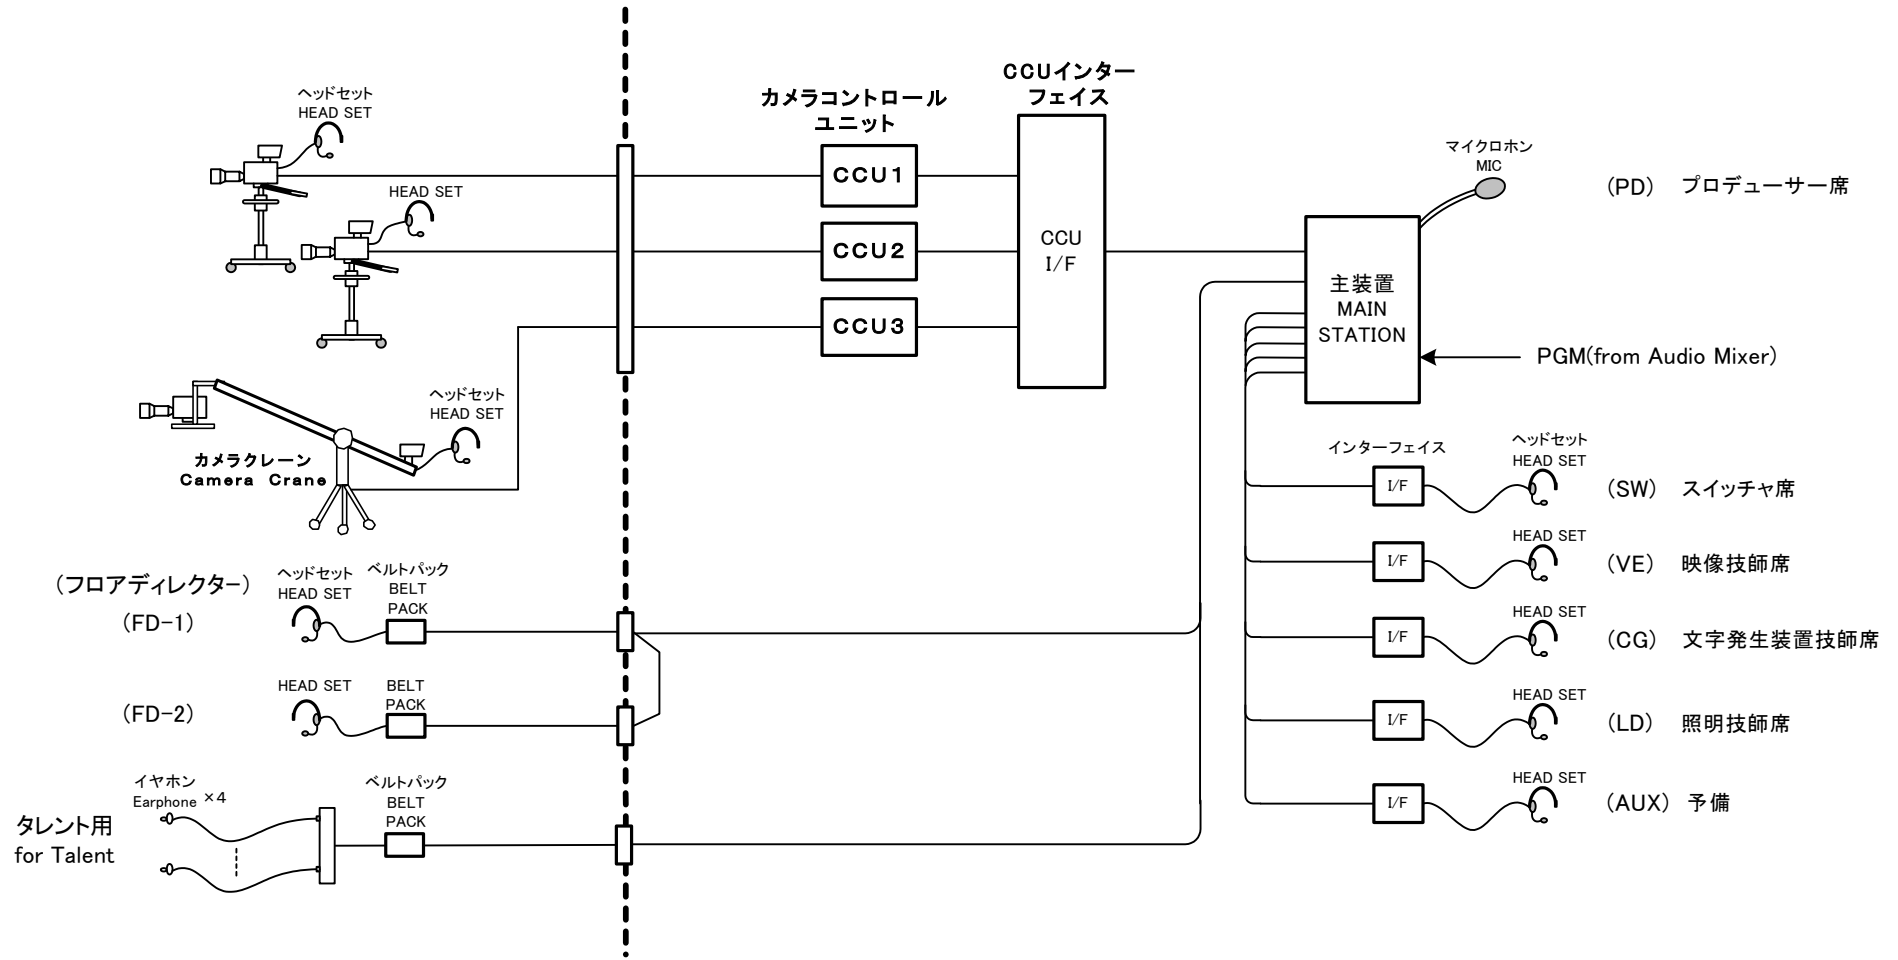 ヘッドセット
HEAD SET
HEAD SET
カメラコントロール
ユニット
CCUインター
フェイス
CCU1
CCU2
CCU3
CCU
I/F
マイクロホン
MIC
(PD) プロデューサー席
主装置
MAIN
STATION
PGM(from Audio Mixer)
ヘッドセット
HEAD SET
カメラクレーン
Camera Crane
インターフェイス
ヘッドセット
HEAD SET
I/F
(SW) スイッチャ席
HEAD SET
I/F
(VE) 映像技師席
HEAD SET
I/F
(CG) 文字発生装置技師席
HEAD SET
I/F
(LD) 照明技師席
HEAD SET
I/F
(AUX) 予備
(フロアディレクター)
(FD-1)
ヘッドセット
HEAD SET
ベルトパック
BELT
PACK
(FD-2)
HEAD SET
BELT
PACK
イヤホン
Earphone ×4
ベルトパック
BELT
PACK
タレント用
for Talent